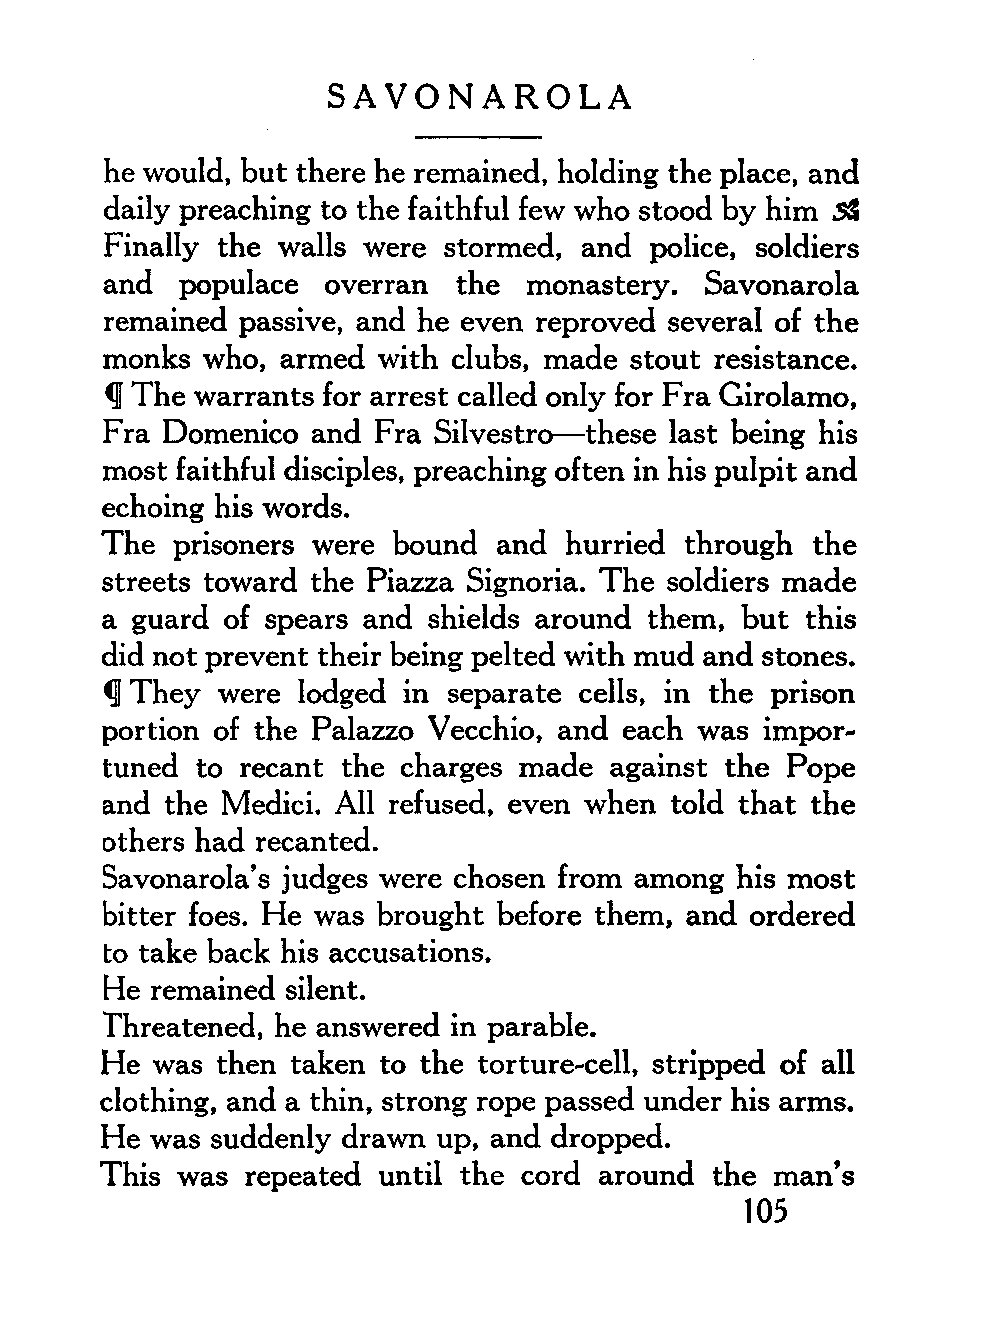 SAVONAROLA
he would, but there he remained, holding the place, and
daily preaching to the faithful few who stood by him
Finally the walls were stormed, and police, soldiers
and populace overran the monastery. Savonarola
remained passive, and he even reproved several of the
monks who, armed with clubs, made stout resistance.
¶ The warrants for arrest called only for Fra Girolamo,
Fra Domenico and Fra Silvestro—these last being his
most faithful disciples, preaching often in his pulpit and
echoing his words.
The prisoners were bound and hurried through the
streets toward the Piazza Signoria. The soldiers made
a guard of spears and shields around them, but this
did not prevent their being pelted with mud and stones.
¶ They were lodged in separate cells, in the prison
portion of the Palazzo Vecchio, and each was impor-
tuned to recant the charges made against the Pope
and the Medici. All refused, even when told that the
others had recanted.
Savonarola's judges were chosen from among his most
bitter foes. He was brought before them, and ordered
to take back his accusations.
He remained silent.
Threatened, he answered in parable.
He was then taken to the torture-cell, stripped of all
clothing, and a thin, strong rope passed under his arms.
He was suddenly drawn up, and dropped.
This was repeated until the cord around the man's
105